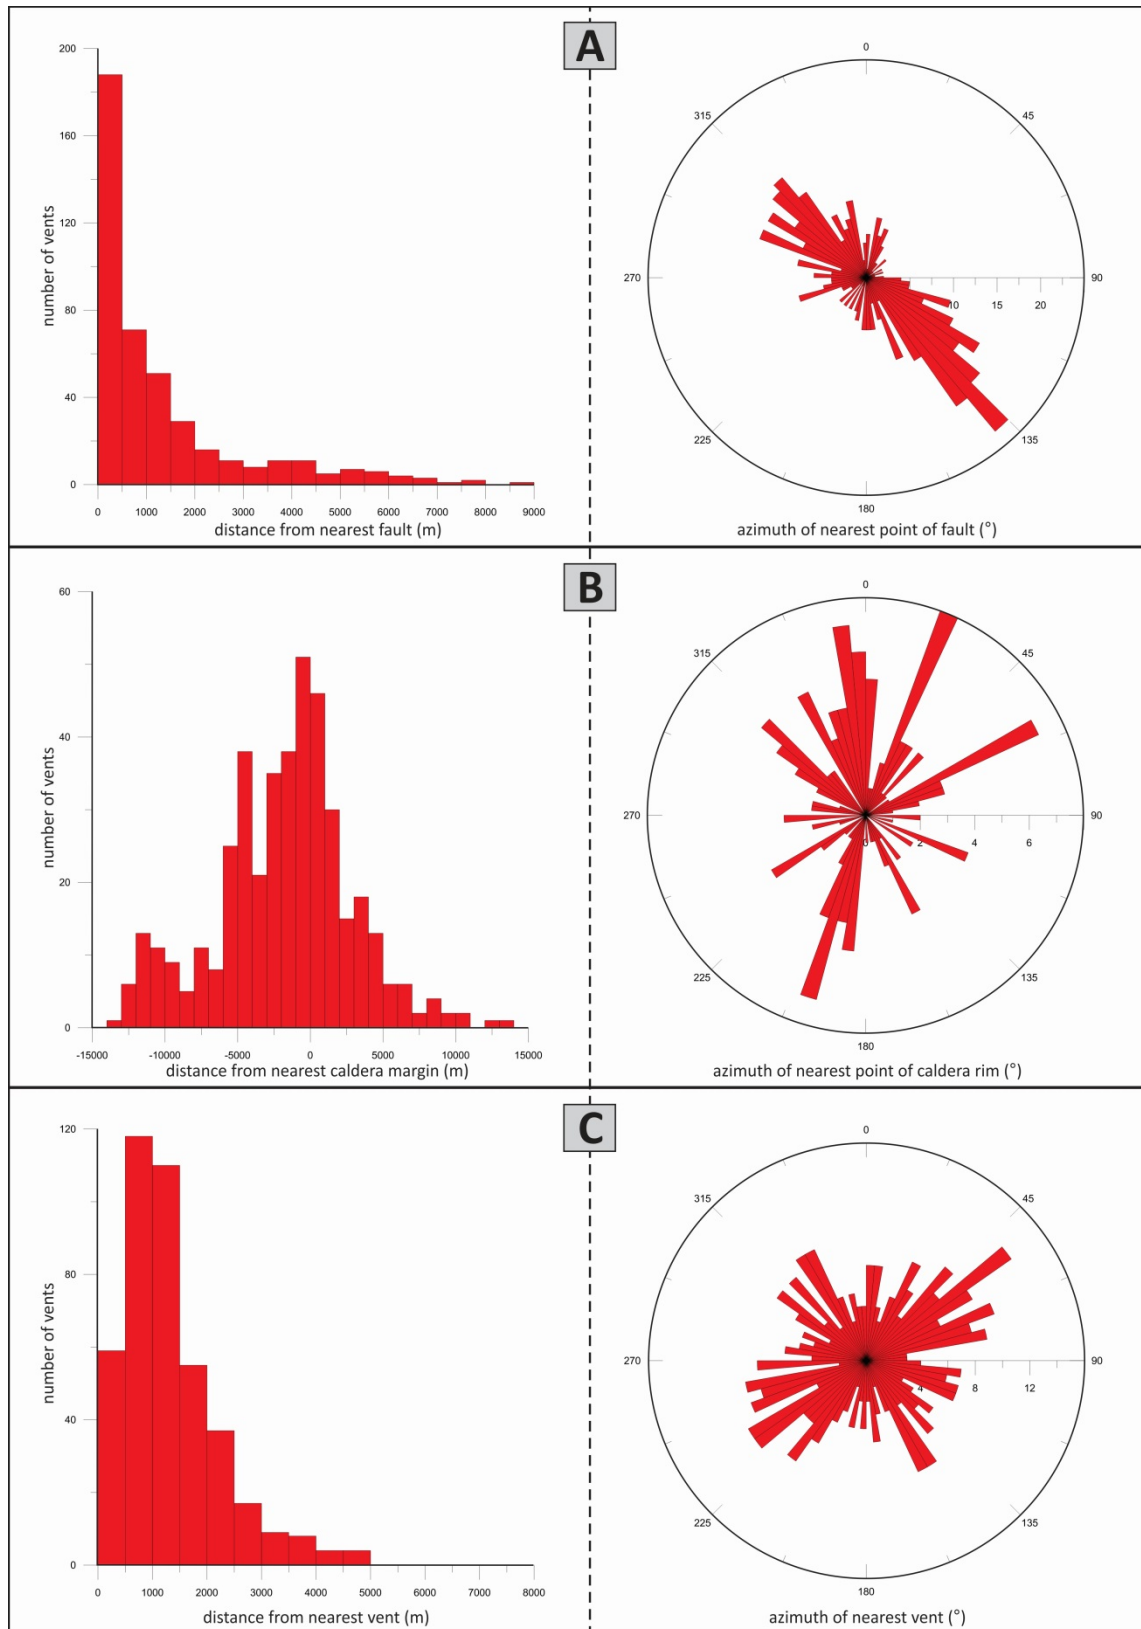 A
200
160
120
80
40
0
number of vents
0 1000 2000 3000 4000 5000 6000 7000 8000 9000
distance from nearest fault (m)
0
315 45
270 10 15 20 90
225 135
180
azimuth of nearest point of fault (°)
B
60
40
20
0
number of vents
-15000 -10000 -5000 0 5000 10000 15000
distance from nearest caldera margin (m)
0
315 45
270 90
0 2 4 6
225 135
180
azimuth of nearest point of caldera rim (°)
C
120
80
40
0
number of vents
0 1000 2000 3000 4000 5000 6000 7000 8000
distance from nearest vent (m)
0
315 45
270 90
4 8 12
225 135
180
azimuth of nearest vent (°)